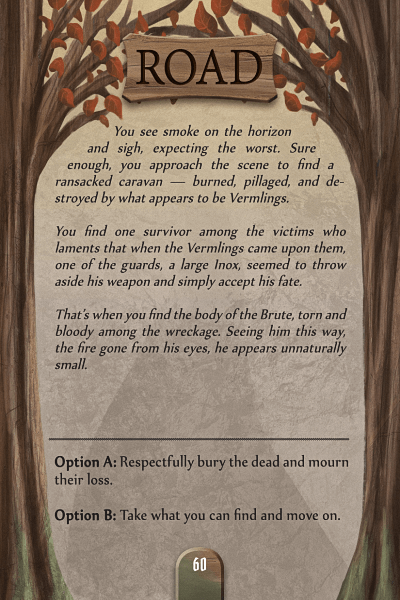 ROAD
You see smoke on the horizon
and sigh, expecting the worst. Sure
enough, you approach the scene to find a
ransacked caravan — burned, pillaged, and de-
stroyed by what appears to be Vermlings.
You find one survivor among the victims who
laments that when the Vermlings came upon them,
one of the guards, a large Inox, seemed to throw
aside his weapon and simply accept his fate.
That's when you find the body of the Brute, torn and
bloody among the wreckage. Seeing him this way,
the fire gone from his eyes, he appears unnaturally
small.
Option A: Respectfully bury the dead and mourn
their loss.
Option B: Take what you can find and move on.
60